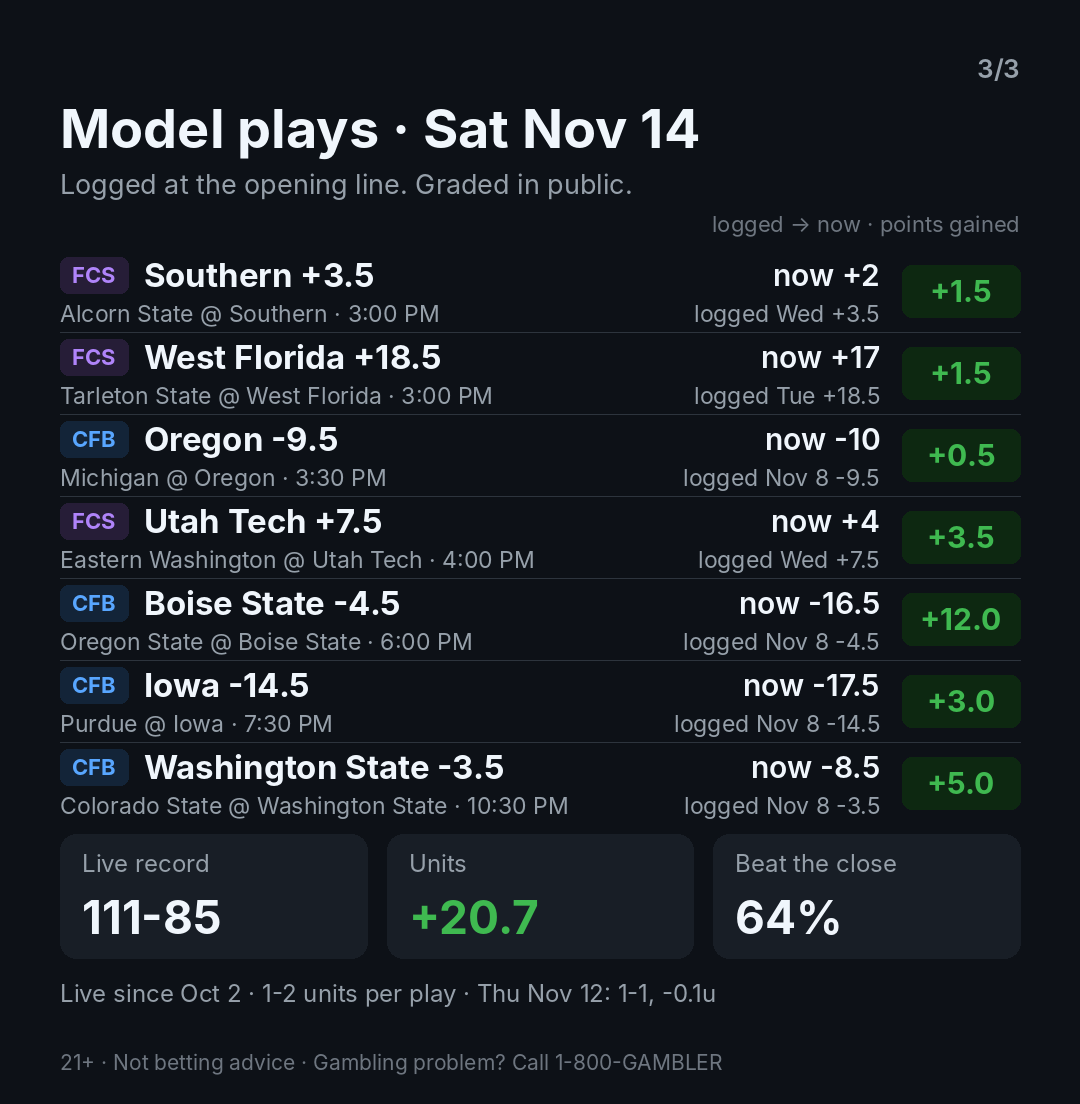 3/3
Model plays · Sat Nov 14
Logged at the opening line. Graded in public.
logged → now · points gained
FCS Southern +3.5 now +2 +1.5
Alcorn State @ Southern · 3:00 PM logged Wed +3.5
FCS West Florida +18.5 now +17 +1.5
Tarleton State @ West Florida · 3:00 PM logged Tue +18.5
CFB Oregon -9.5 now -10 +0.5
Michigan @ Oregon · 3:30 PM logged Nov 8 -9.5
FCS Utah Tech +7.5 now +4 +3.5
Eastern Washington @ Utah Tech · 4:00 PM logged Wed +7.5
CFB Boise State -4.5 now -16.5 +12.0
Oregon State @ Boise State · 6:00 PM logged Nov 8 -4.5
CFB Iowa -14.5 now -17.5 +3.0
Purdue @ Iowa · 7:30 PM logged Nov 8 -14.5
CFB Washington State -3.5 now -8.5 +5.0
Colorado State @ Washington State · 10:30 PM logged Nov 8 -3.5
Live record Units Beat the close
111-85 +20.7 64%
Live since Oct 2 · 1-2 units per play · Thu Nov 12: 1-1, -0.1u
21+ · Not betting advice · Gambling problem? Call 1-800-GAMBLER